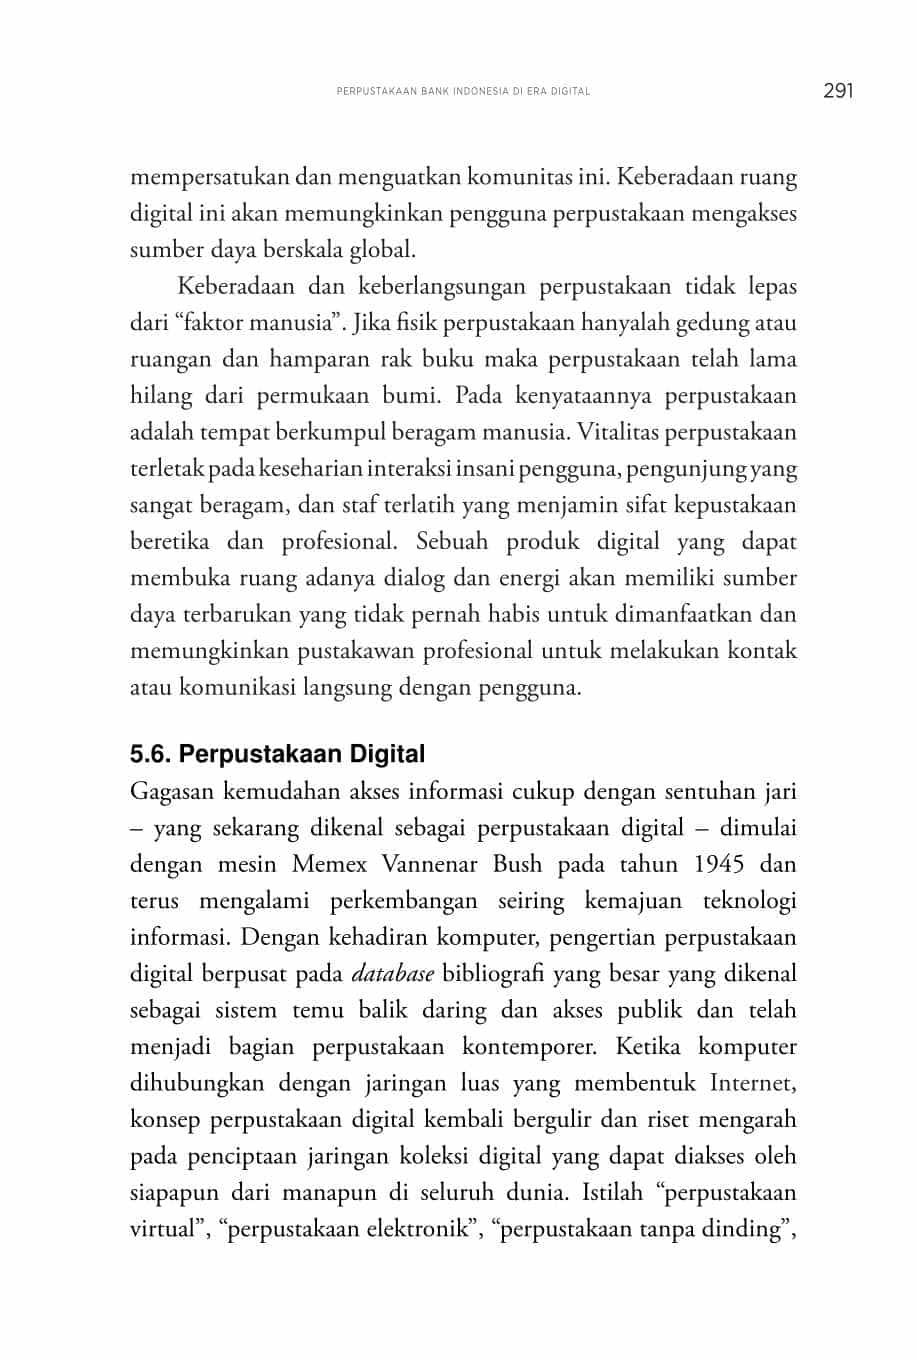 PERPUSTAKAAN BANK INDONESIA DI ERA DIGITAL 291
mempersatukan dan menguatkan komunitas ini. Keberadaan ruang
digital ini akan memungkinkan pengguna perpustakaan mengakses
sumber daya berskala global.
Keberadaan dan keberlangsungan perpustakaan tidak lepas
dari “faktor manusia”. Jika fisik perpustakaan hanyalah gedung atau
ruangan dan hamparan rak buku maka perpustakaan telah lama
hilang dari permukaan bumi. Pada kenyataannya perpustakaan
adalah tempat berkumpul beragam manusia. Vitalitas perpustakaan
terletak pada keseharian interaksi insani pengguna, pengunjung yang
sangat beragam, dan staf terlatih yang menjamin sifat kepustakaan
beretika dan profesional. Sebuah produk digital yang dapat
membuka ruang adanya dialog dan energi akan memiliki sumber
daya terbarukan yang tidak pernah habis untuk dimanfaatkan dan
memungkinkan pustakawan profesional untuk melakukan kontak
atau komunikasi langsung dengan pengguna.
5.6. Perpustakaan Digital
Gagasan kemudahan akses informasi cukup dengan sentuhan jari
– yang sekarang dikenal sebagai perpustakaan digital – dimulai
dengan mesin Memex Vannenar Bush pada tahun 1945 dan
terus mengalami perkembangan seiring kemajuan teknologi
informasi. Dengan kehadiran komputer, pengertian perpustakaan
digital berpusat pada database bibliografi yang besar yang dikenal
sebagai sistem temu balik daring dan akses publik dan telah
menjadi bagian perpustakaan kontemporer. Ketika komputer
dihubungkan dengan jaringan luas yang membentuk Internet,
konsep perpustakaan digital kembali bergulir dan riset mengarah
pada penciptaan jaringan koleksi digital yang dapat diakses oleh
siapapun dari manapun di seluruh dunia. Istilah “perpustakaan
virtual”, “perpustakaan elektronik”, “perpustakaan tanpa dinding”,